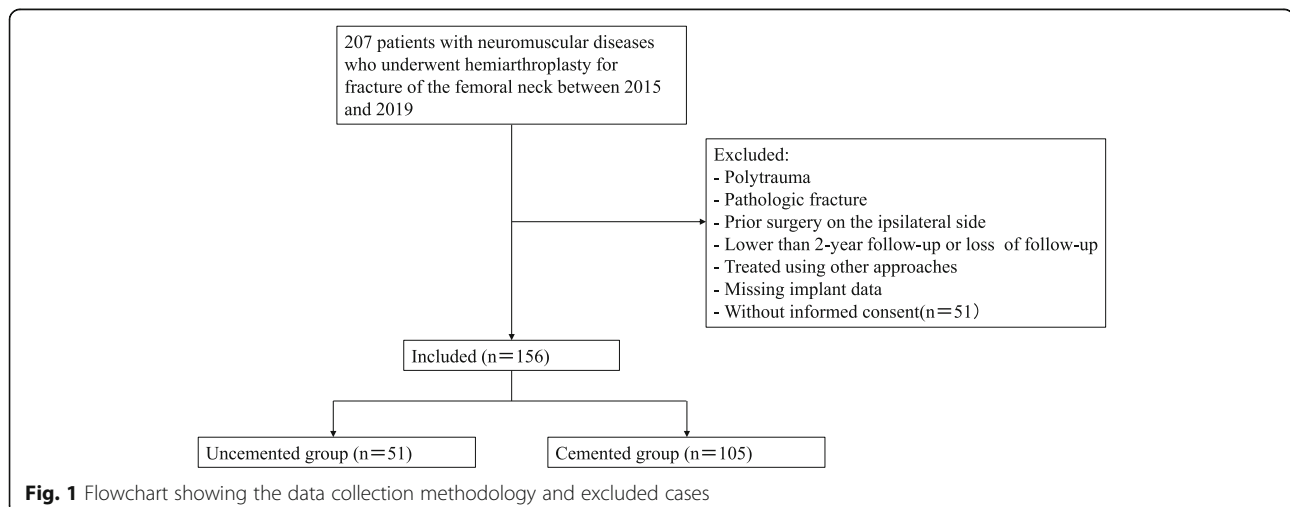 207 patients with neuromuscular diseases
who underwent hemiarthroplasty for
fracture of the femoral neck between 2015
and 2019
Excluded:
- Polytrauma
- Pathologic fracture
- Prior surgery on the ipsilateral side
- Lower than 2-year follow-up or loss of follow-up
- Treated using other approaches
- Missing implant data
- Without informed consent(n=51)
Included (n=156)
Uncemented group (n=51)
Cemented group (n=105)
Fig. 1 Flowchart showing the data collection methodology and excluded cases